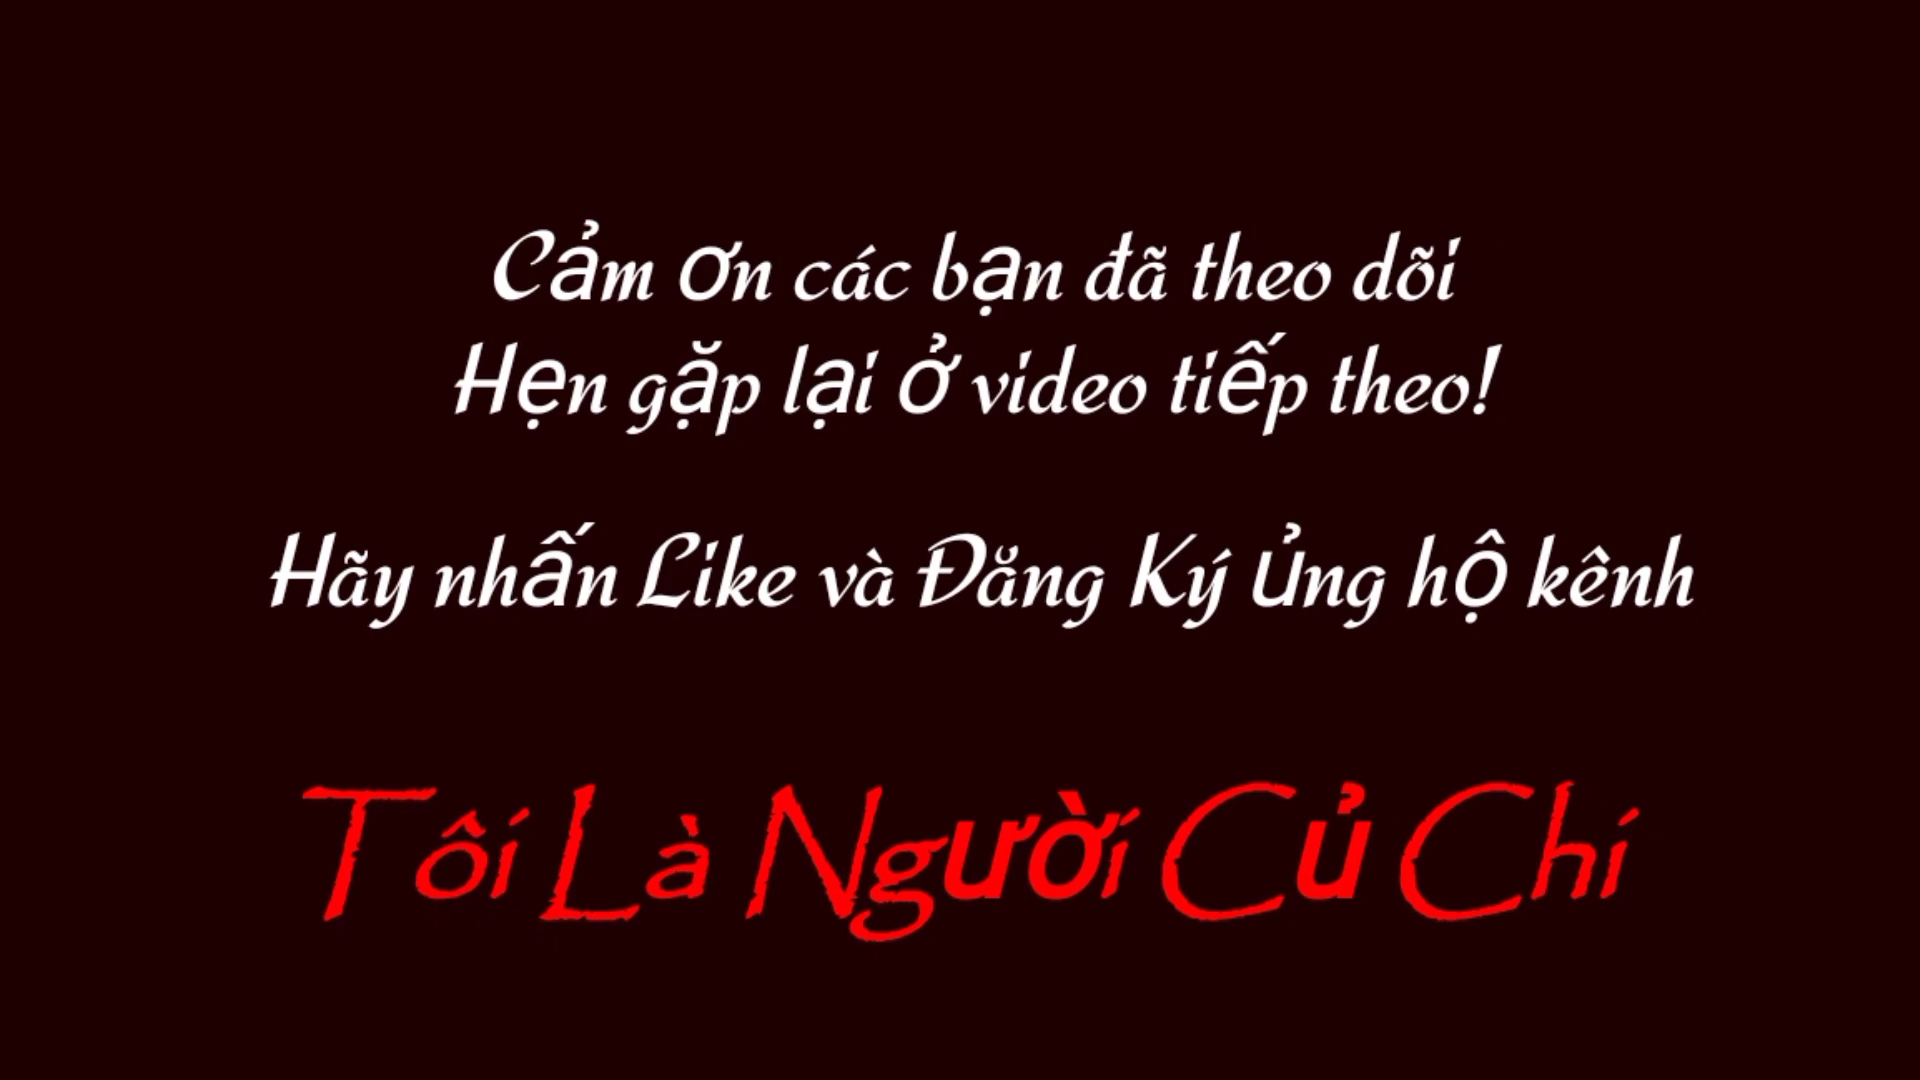 Cảm ơn các bạn đã theo dõi
Hẹn gặp lại ở video tiếp theo!
Hãy nhấn Like và Đăng Ký ủng hộ kênh
Tôi Là Người Củ Chi